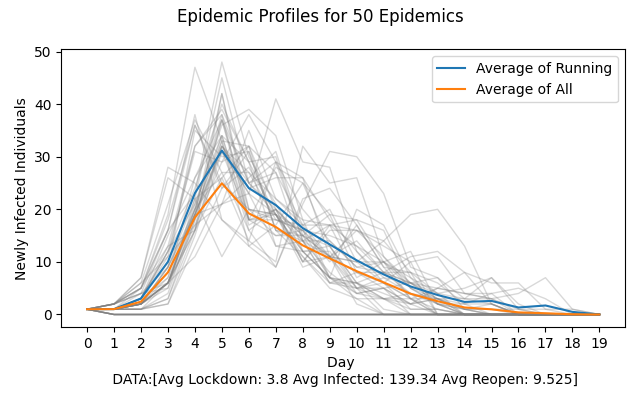 Epidemic Profiles for 50 Epidemics
50
40
30
20
10
0
Newly Infected Individuals
Average of Running
Average of All
0 1 2 3 4 5 6 7 8 9 10 11 12 13 14 15 16 17 18 19
Day
DATA:[Avg Lockdown: 3.8 Avg Infected: 139.34 Avg Reopen: 9.525]